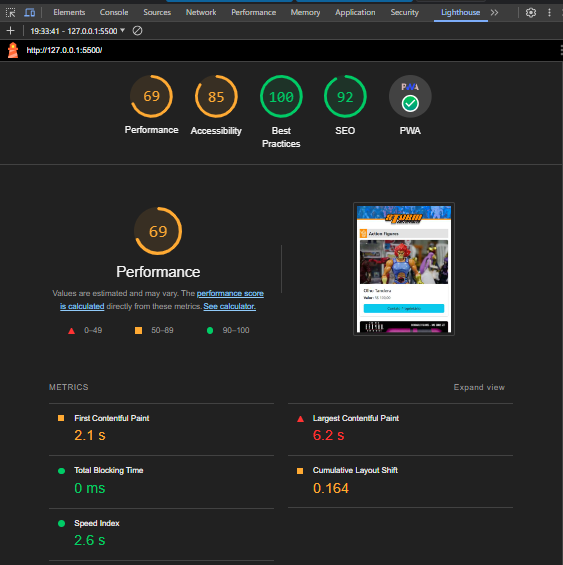 Elements Console Sources Network Performance Memory Application Security Lighthouse
19:33:41 - 127.0.0.1:5500
http://127.0.0.1:5500/
69 85 100 92 PWA
Performance Accessibility Best Practices SEO PWA
69
Performance
Values are estimated and may vary. The performance score
is calculated directly from these metrics. See calculator.
0–49 50–89 90–100
Action Figures
METRICS
Expand view
First Contentful Paint
2.1 s
Largest Contentful Paint
6.2 s
Total Blocking Time
0 ms
Cumulative Layout Shift
0.164
Speed Index
2.6 s